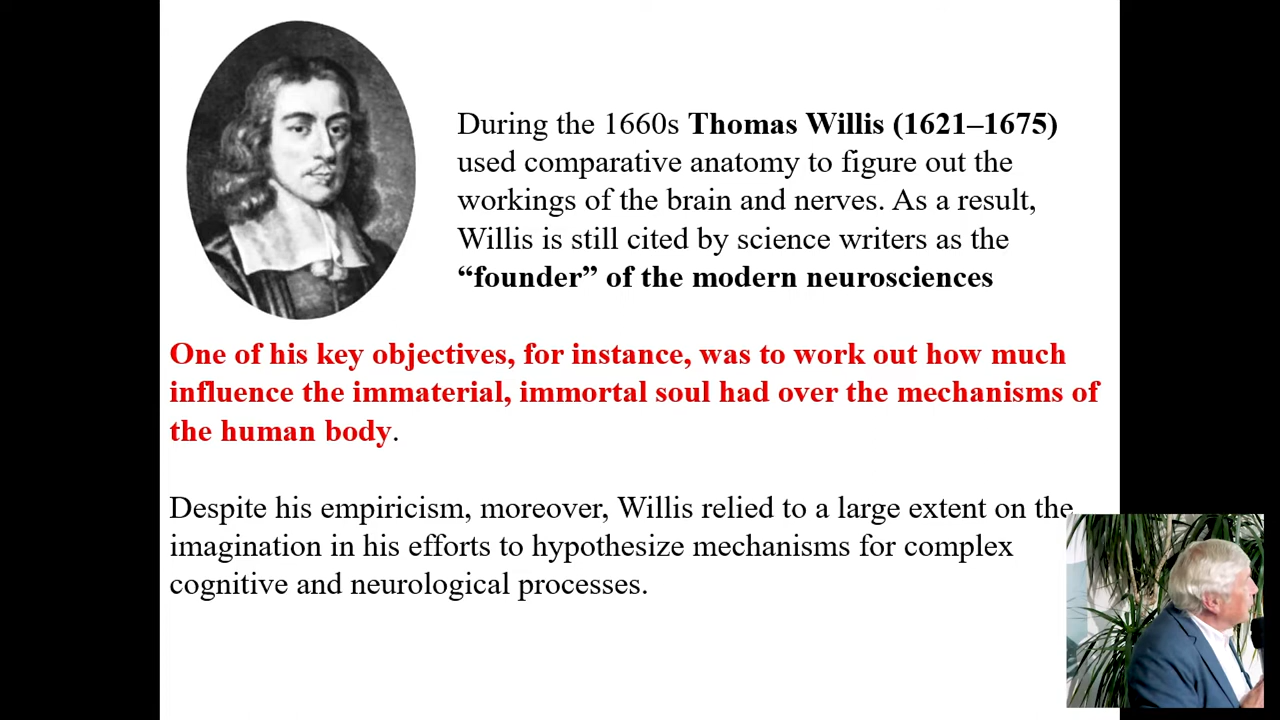 During the 1660s Thomas Willis (1621–1675)
used comparative anatomy to figure out the
workings of the brain and nerves. As a result,
Willis is still cited by science writers as the
“founder” of the modern neurosciences
One of his key objectives, for instance, was to work out how much
influence the immaterial, immortal soul had over the mechanisms of
the human body.
Despite his empiricism, moreover, Willis relied to a large extent on the
imagination in his efforts to hypothesize mechanisms for complex
cognitive and neurological processes.